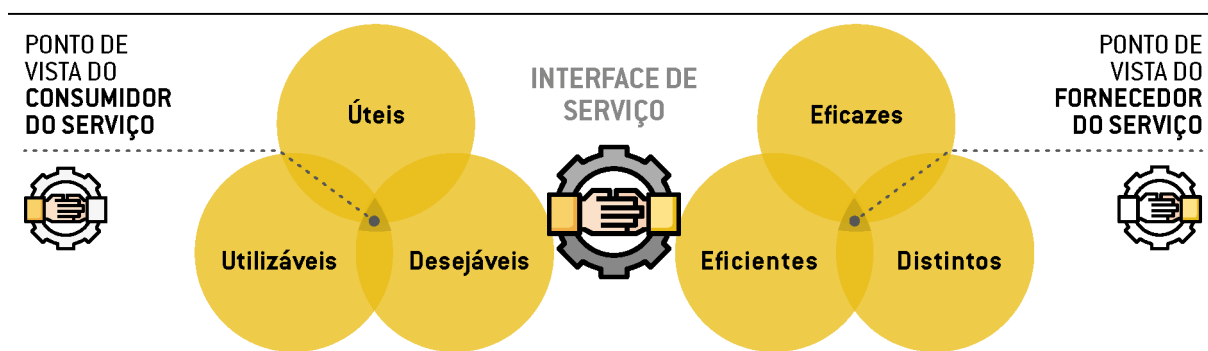 PONTO DE
VISTA DO
CONSUMIDOR
DO SERVIÇO
Úteis
Utilizáveis
Desejáveis
INTERFACE DE
SERVIÇO
Eficazes
Eficientes
Distintos
PONTO DE
VISTA DO
FORNECEDOR
DO SERVIÇO